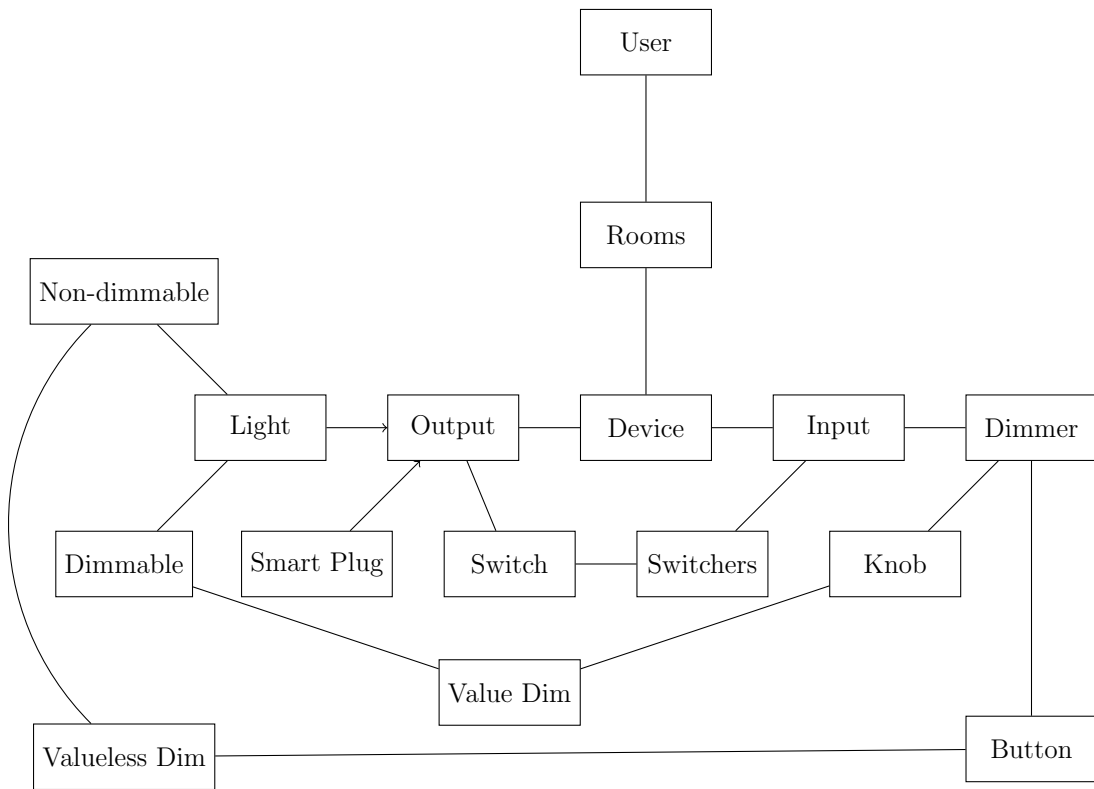 User
Rooms
Non-dimmable
Light
Output
Device
Input
Dimmer
Dimmable
Smart Plug
Switch
Switchers
Knob
Value Dim
Valueless Dim
Button